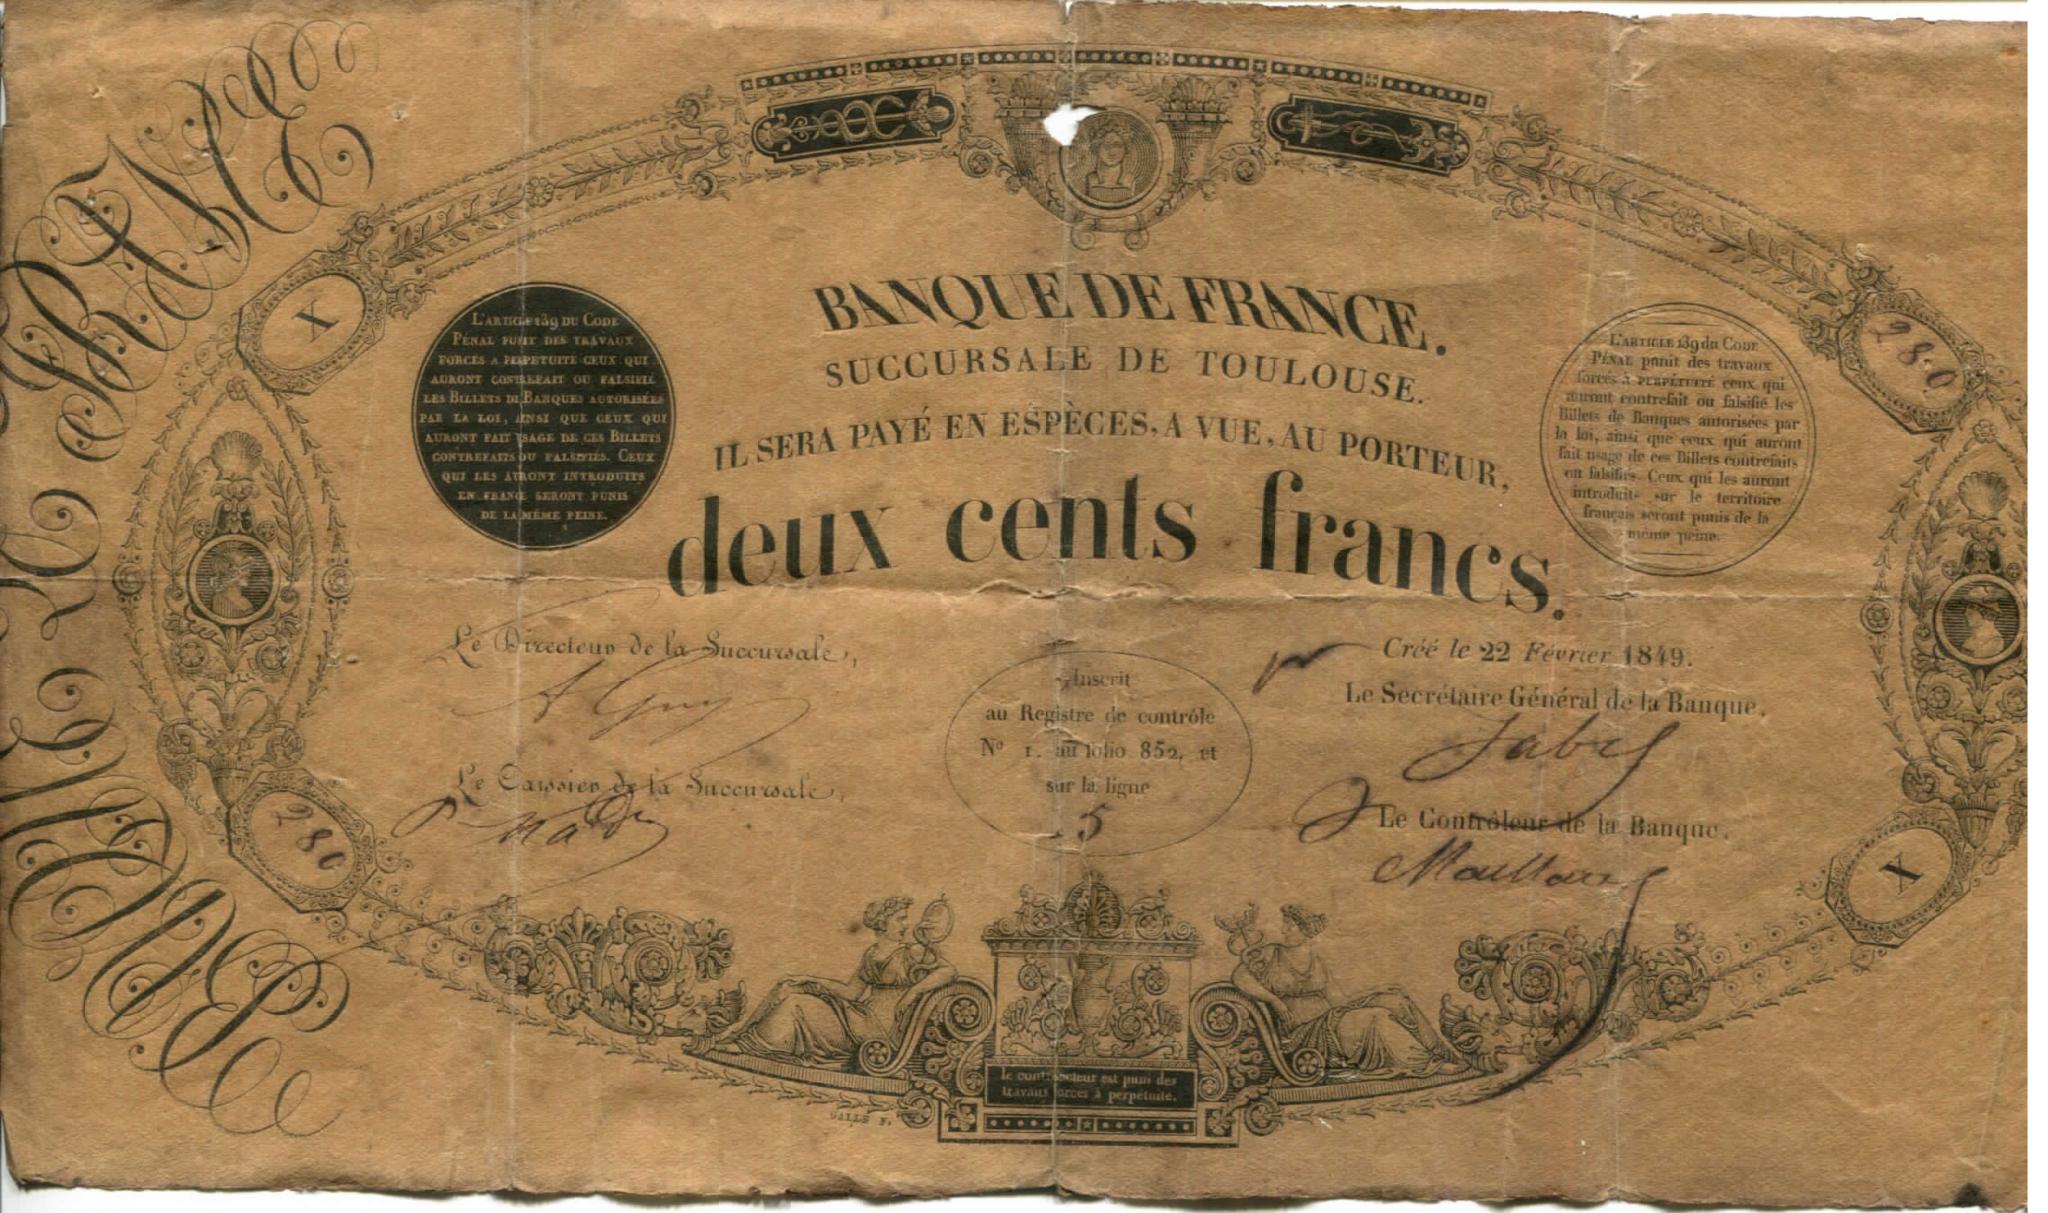 BANQUE DE FRANCE
X
280
BANQUE DE FRANCE.
SUCCURSALE DE TOULOUSE.
IL SERA PAYÉ EN ESPÈCES, A VUE, AU PORTEUR,
deux cents francs.
L'ARTICLE 139 DU CODE
PÉNAL PUNIT DES TRAVAUX
FORCÉS A PERPÉTUITÉ CEUX QUI
AURONT CONTREFAIT OU FALSIFIÉ
LES BILLETS DE BANQUES AUTORISÉES
PAR LA LOI, AINSI QUE CEUX QUI
AURONT FAIT USAGE DE CES BILLETS
CONTREFAITS OU FALSIFIÉS. CEUX
QUI LES AURONT INTRODUITS
EN FRANCE SERONT PUNIS
DE LA MÊME PEINE.
L'ARTICLE 139 du CODE
PÉNAL punit des travaux
forcés à PERPÉTUITÉ ceux qui
auront contrefait ou falsifié les
Billets de Banques autorisées par
la loi, ainsi que ceux qui auront
fait usage de ces Billets contrefaits
ou falsifiés. Ceux qui les auront
introduits sur le territoire
français seront punis de la
même peine.
Le Directeur de la Succursale,
Le Caissier de la Succursale,
Inscrit
au Registre de contrôle
N° 1. au folio 852, et
sur la ligne
5
Créé le 22 Février 1849.
Le Secrétaire Général de la Banque,
Le Contrôleur de la Banque.
280
X
le contrefacteur est puni des
travaux forcés à perpétuité.
GALLE F.